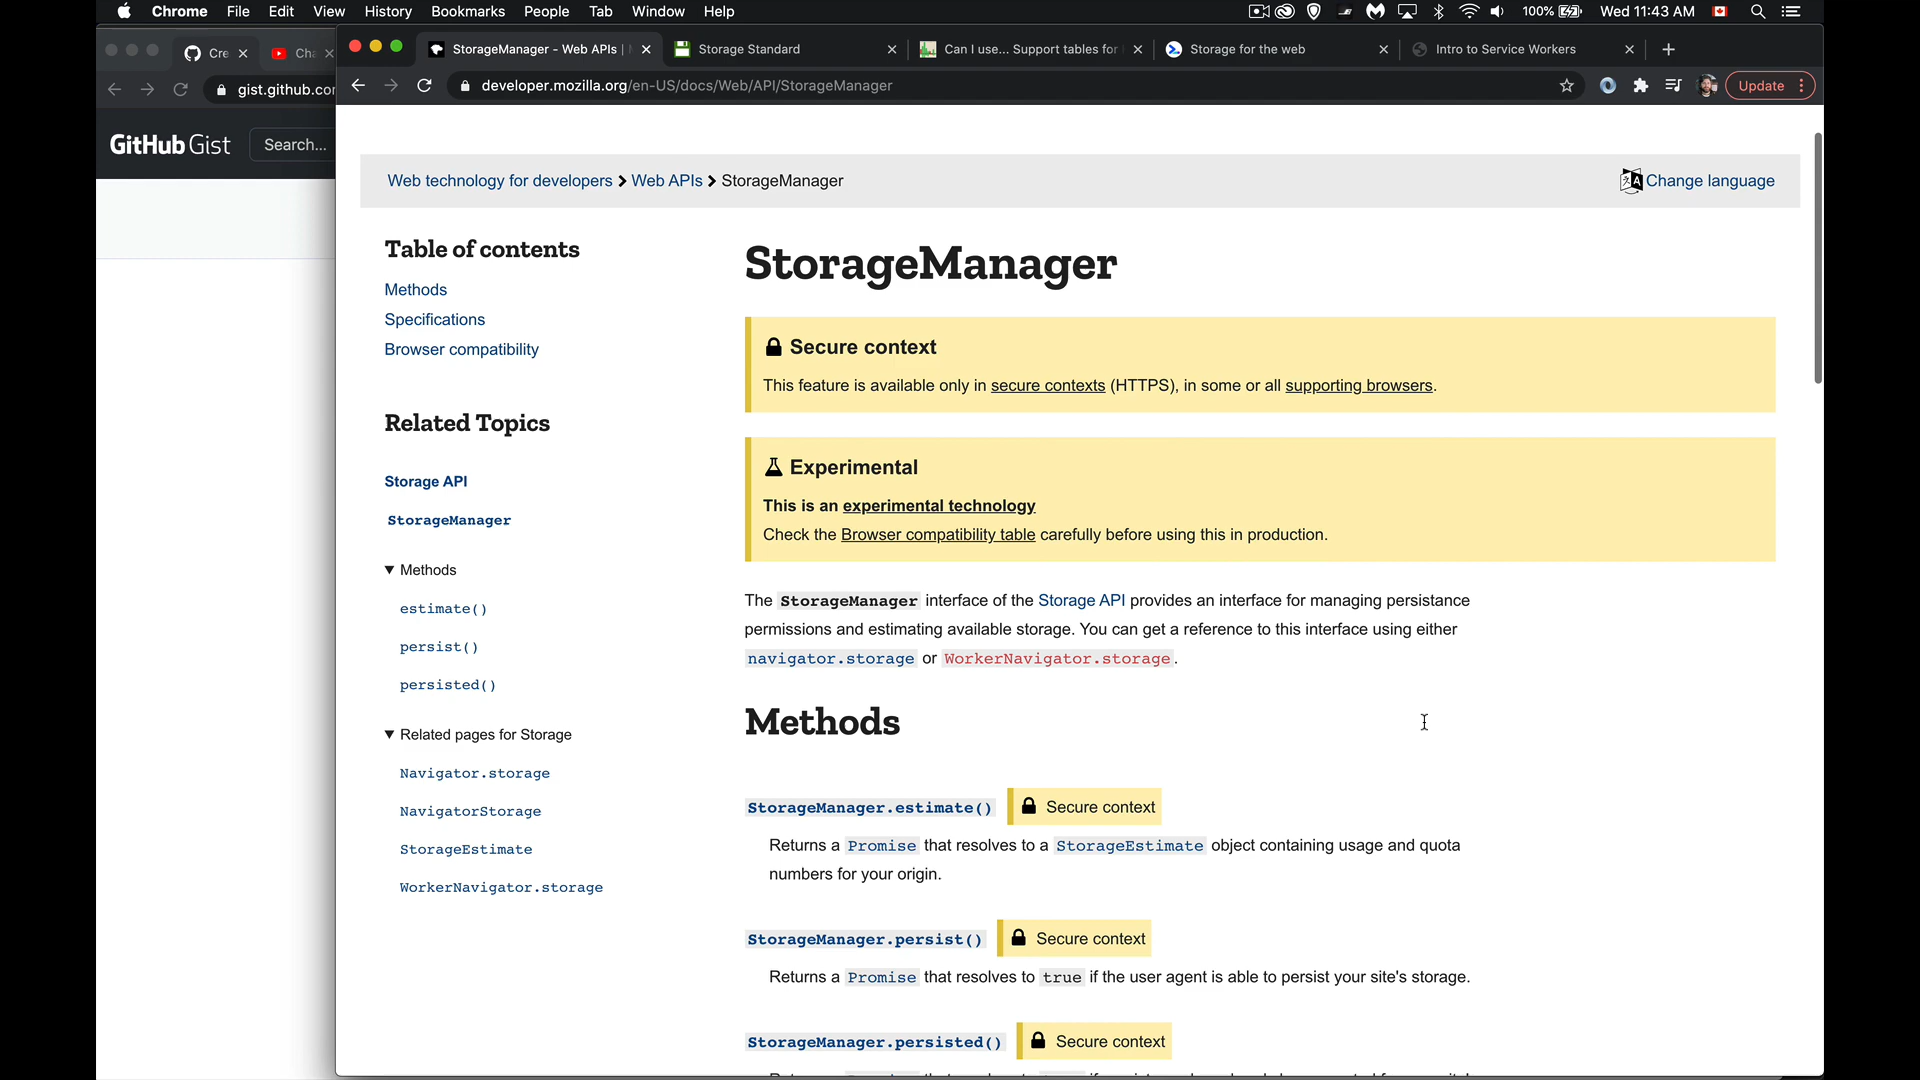 Chrome File Edit View History Bookmarks People Tab Window Help 100% Wed 11:43 AM
Cre Cha StorageManager - Web APIs | Storage Standard Can I use... Support tables for Storage for the web Intro to Service Workers
gist.github.co developer.mozilla.org/en-US/docs/Web/API/StorageManager Update
GitHub Gist Search...
Web technology for developers Web APIs StorageManager Change language
Table of contents
Methods
Specifications
Browser compatibility
Related Topics
Storage API
StorageManager
Methods
estimate()
persist()
persisted()
Related pages for Storage
Navigator.storage
NavigatorStorage
StorageEstimate
WorkerNavigator.storage
StorageManager
Secure context
This feature is available only in secure contexts (HTTPS), in some or all supporting browsers.
Experimental
This is an experimental technology
Check the Browser compatibility table carefully before using this in production.
The StorageManager interface of the Storage API provides an interface for managing persistance
permissions and estimating available storage. You can get a reference to this interface using either
navigator.storage or WorkerNavigator.storage.
Methods
StorageManager.estimate() Secure context
Returns a Promise that resolves to a StorageEstimate object containing usage and quota
numbers for your origin.
StorageManager.persist() Secure context
Returns a Promise that resolves to true if the user agent is able to persist your site's storage.
StorageManager.persisted() Secure context